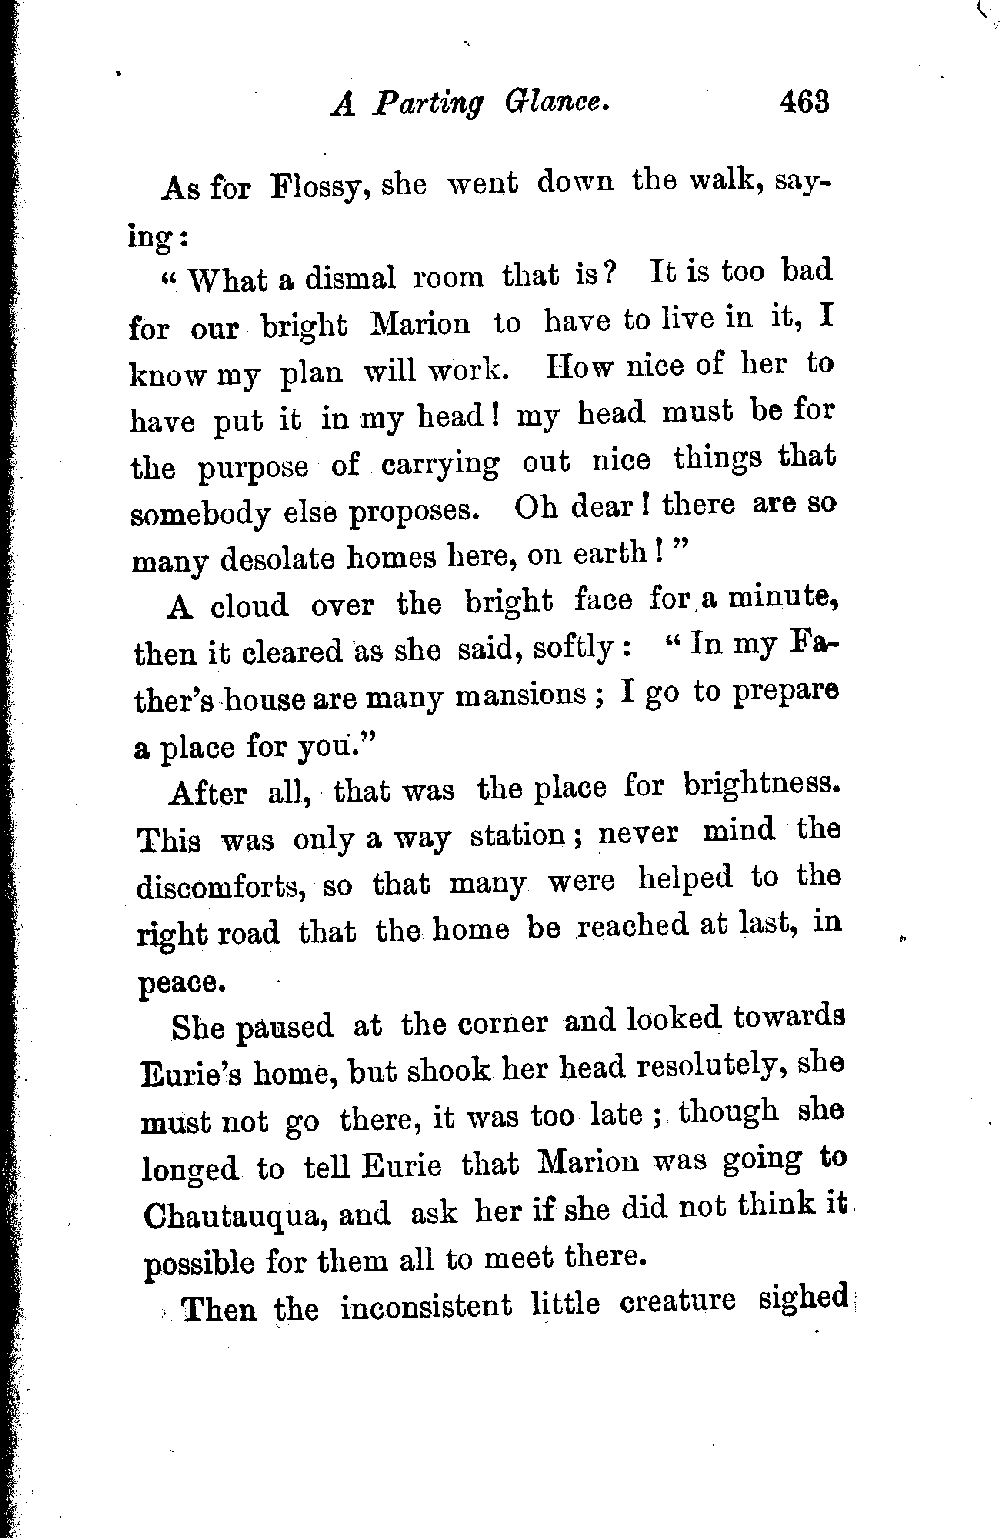 A Parting Glance. 463
As for Flossy, she went down the walk, say-
ing:
“ What a dismal room that is? It is too bad
for our bright Marion to have to live in it, I
know my plan will work. How nice of her to
have put it in my head! my head must be for
the purpose of carrying out nice things that
somebody else proposes. Oh dear! there are so
many desolate homes here, on earth!”
A cloud over the bright face for a minute,
then it cleared as she said, softly: “ In my Fa-
ther’s house are many mansions; I go to prepare
a place for you.”
After all, that was the place for brightness.
This was only a way station; never mind the
discomforts, so that many were helped to the
right road that the home be reached at last, in
peace.
She paused at the corner and looked towards
Eurie’s home, but shook her head resolutely, she
must not go there, it was too late; though she
longed to tell Eurie that Marion was going to
Chautauqua, and ask her if she did not think it
possible for them all to meet there.
Then the inconsistent little creature sighed